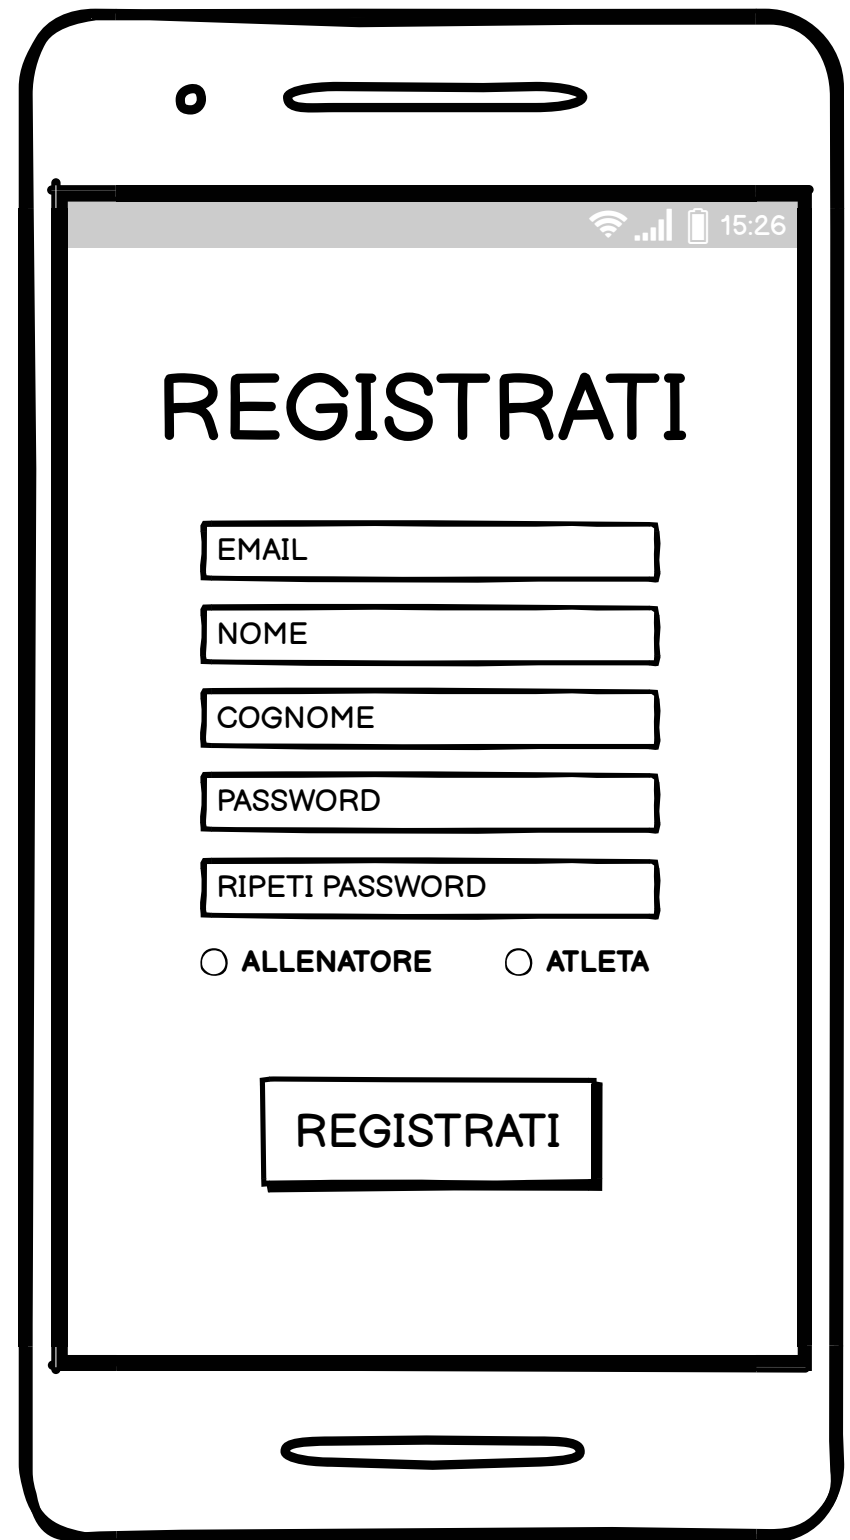 15:26
REGISTRATI
EMAIL
NOME
COGNOME
PASSWORD
RIPETI PASSWORD
ALLENATORE ATLETA
REGISTRATI